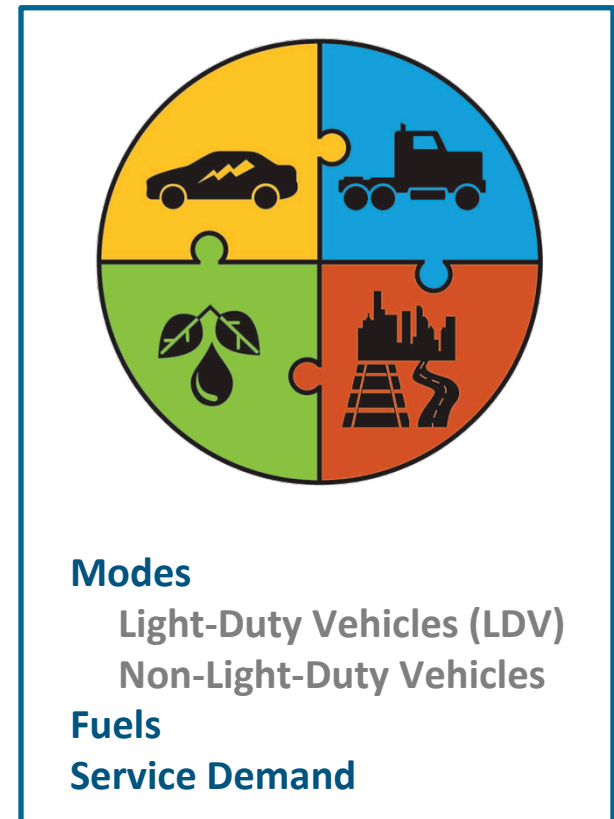 Modes
Light-Duty Vehicles (LDV)
Non-Light-Duty Vehicles
Fuels
Service Demand